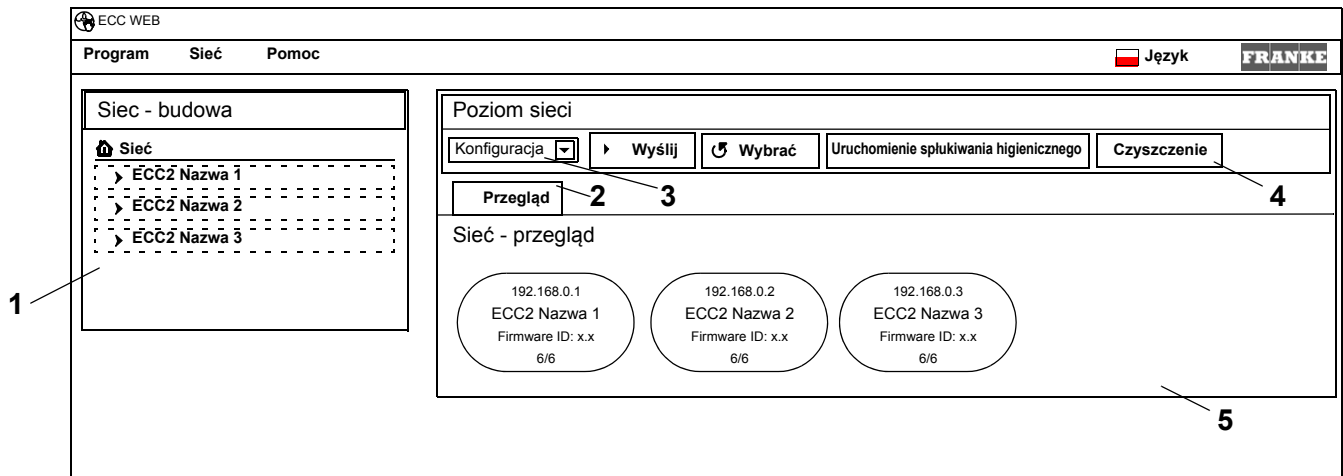 ECC WEB
Program Sieć Pomoc Język FRANKE
Siec - budowa
Sieć
ECC2 Nazwa 1
ECC2 Nazwa 2
ECC2 Nazwa 3
1
Poziom sieci
Konfiguracja Wyślij Wybrać Uruchomienie spłukiwania higienicznego Czyszczenie
Przegląd 2 3 4
Sieć - przegląd
192.168.0.1
ECC2 Nazwa 1
Firmware ID: x.x
6/6
192.168.0.2
ECC2 Nazwa 2
Firmware ID: x.x
6/6
192.168.0.3
ECC2 Nazwa 3
Firmware ID: x.x
6/6
5